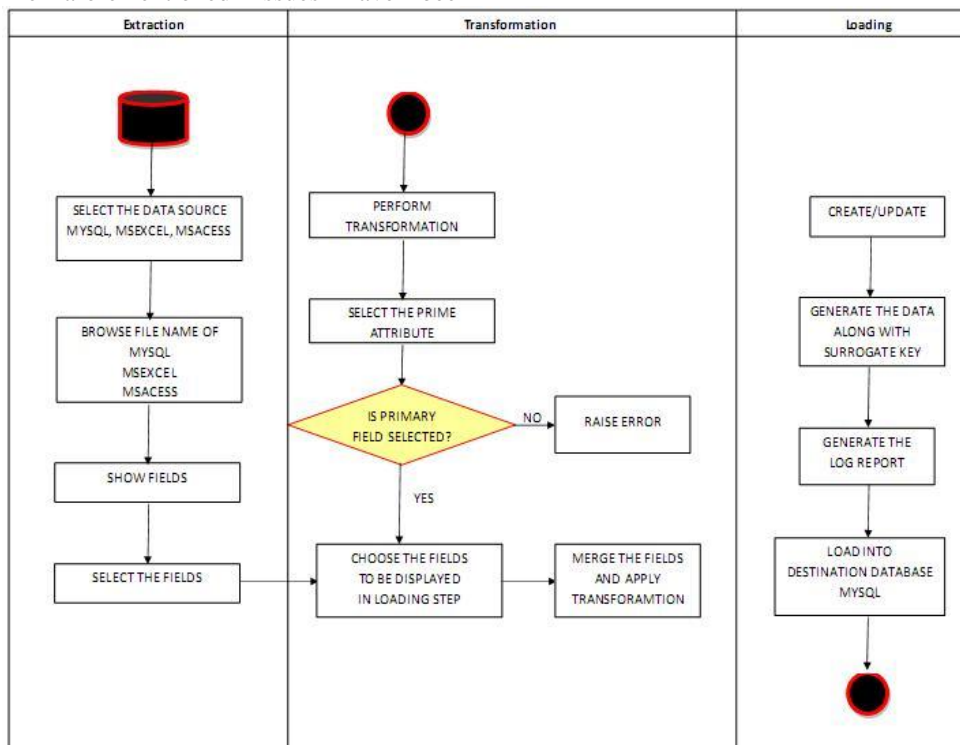 Extraction
Transformation
Loading
SELECT THE DATA SOURCE
MYSQL, MSEXCEL, MSACESS
BROWSE FILE NAME OF
MYSQL
MSEXCEL
MSACESS
SHOW FIELDS
SELECT THE FIELDS
PERFORM
TRANSFORMATION
SELECT THE PRIME
ATTRIBUTE
IS PRIMARY
FIELD SELECTED?
NO
RAISE ERROR
YES
CHOOSE THE FIELDS
TO BE DISPLAYED
IN LOADING STEP
MERGE THE FIELDS
AND APPLY
TRANSFORAMTION
CREATE/UPDATE
GENERATE THE DATA
ALONG WITH
SURROGATE KEY
GENERATE THE
LOG REPORT
LOAD INTO
DESTINATION DATABASE
MYSQL